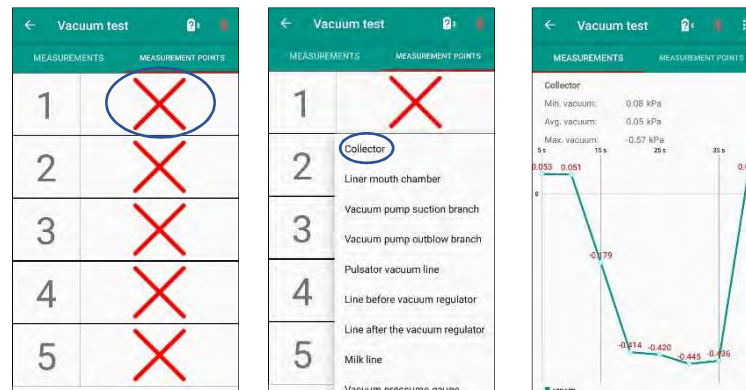 Vacuum test
MEASUREMENTS MEASUREMENT POINTS
1
2
3
4
5
Vacuum test
MEASUREMENTS MEASUREMENT POINTS
1
2
3
4
5
Collector
Liner mouth chamber
Vacuum pump suction branch
Vacuum pump outblow branch
Pulsator vacuum line
Line before vacuum regulator
Line after the vacuum regulator
Milk line
Vacuum test
MEASUREMENTS MEASUREMENT POINTS
Collector
Min. vacuum: 0.08 kPa
Avg. vacuum: 0.05 kPa
Max. vacuum: -0.57 kPa
5 s 15 s 25 s 35 s
0.053 0.051
0
-0.179
-0.414 -0.420 -0.445 -0.436